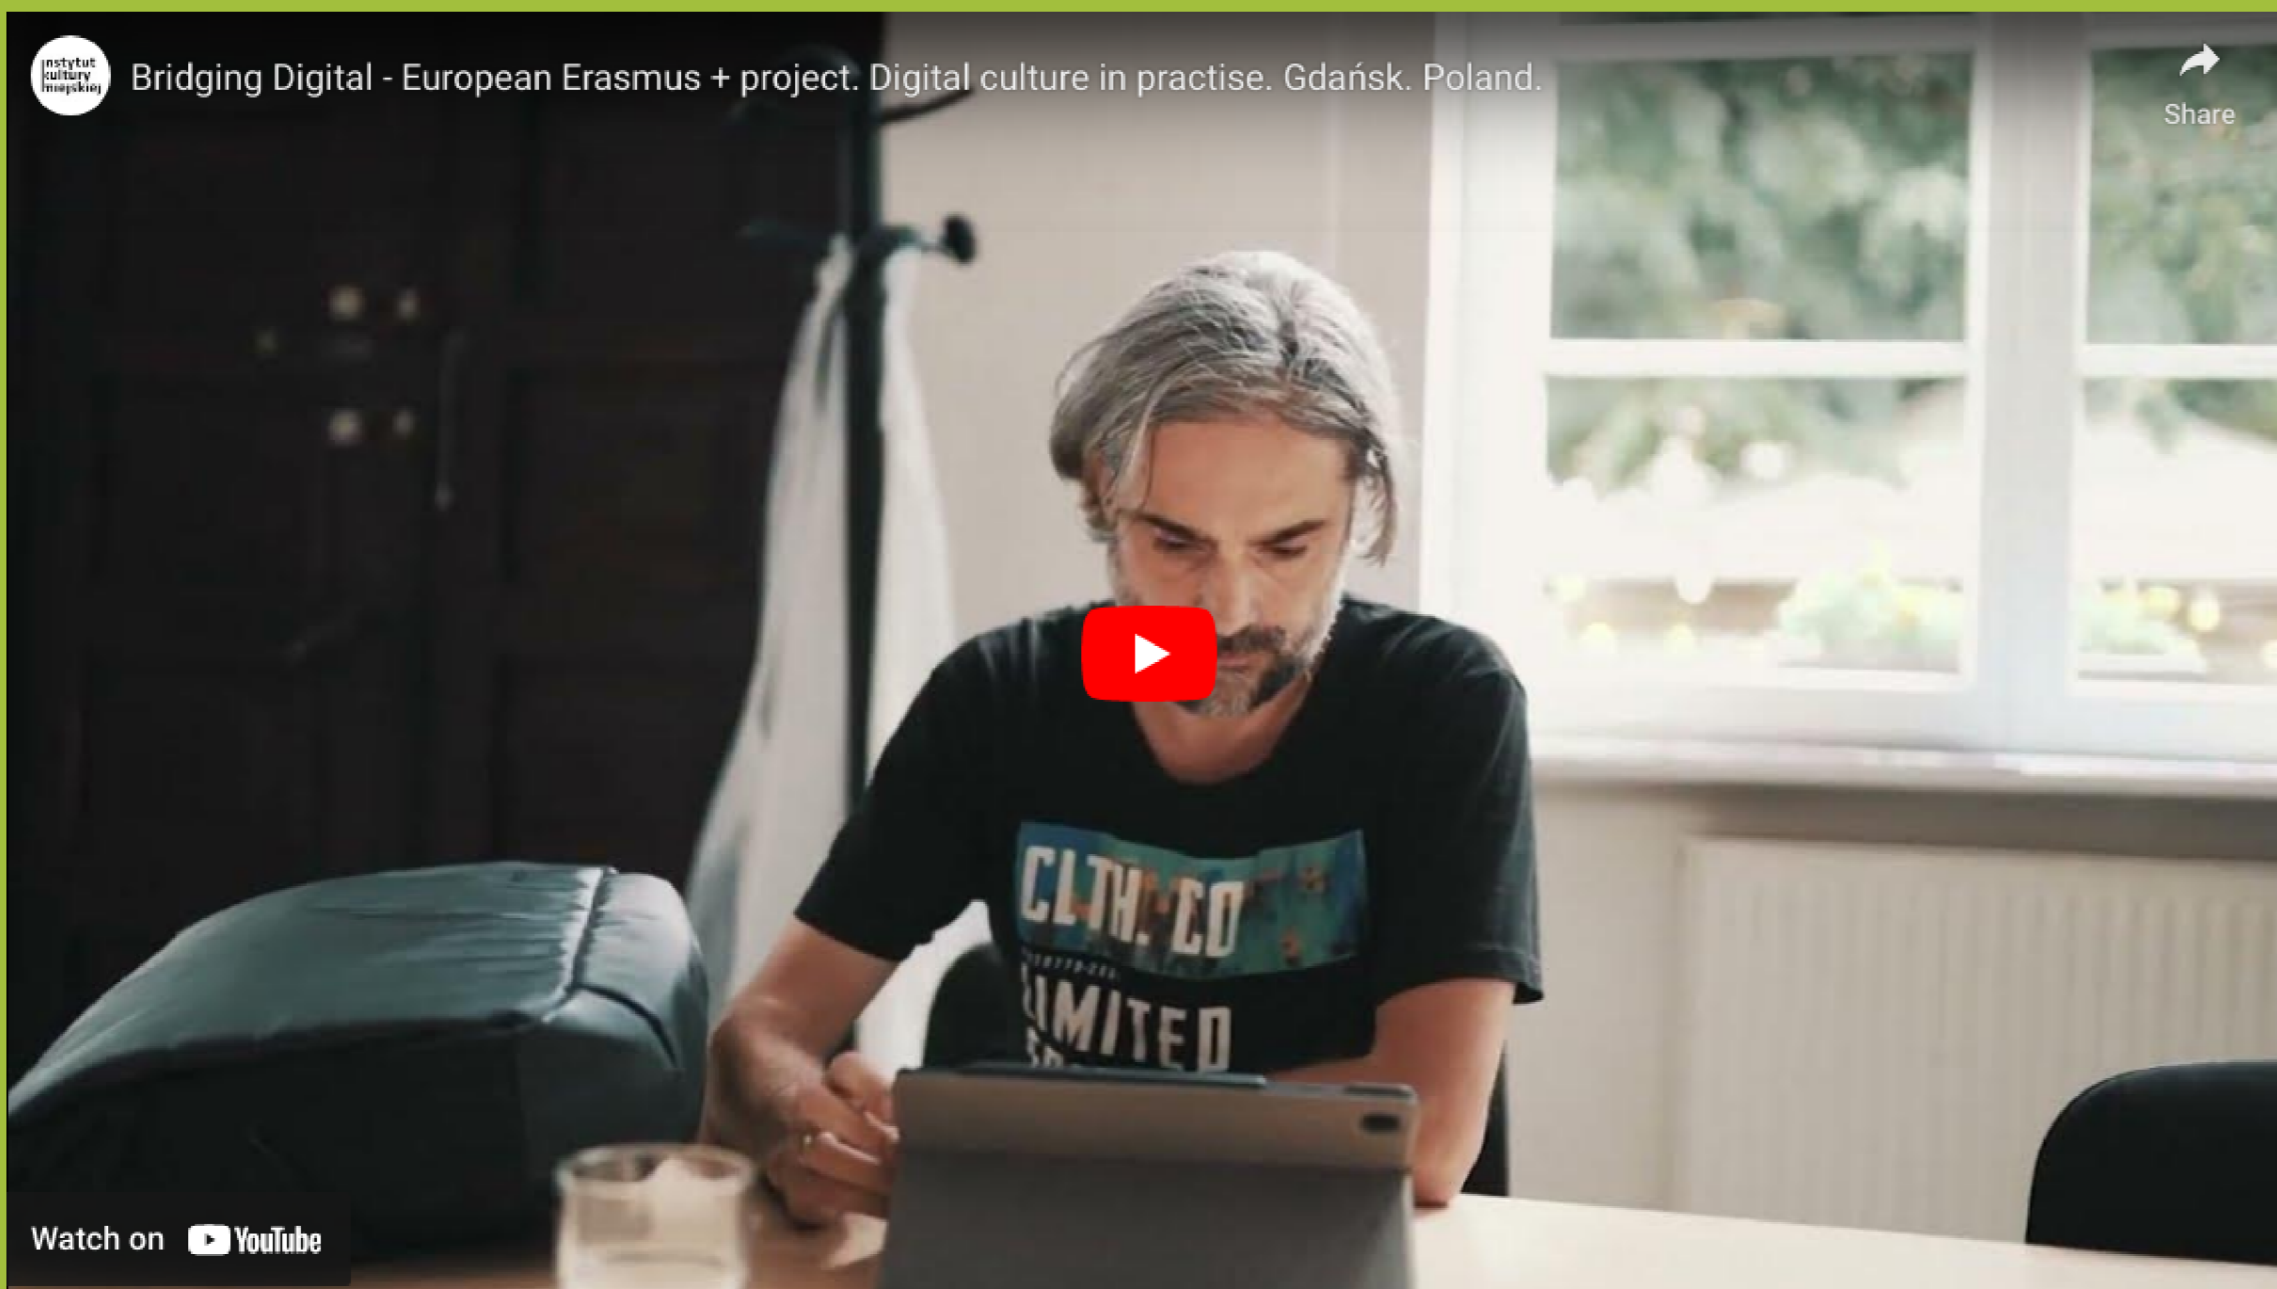 instytut
kultury
miejskiej
Bridging Digital - European Erasmus + project. Digital culture in practise. Gdańsk. Poland.
Share
CLTH. CO
LIMITED
Watch on YouTube